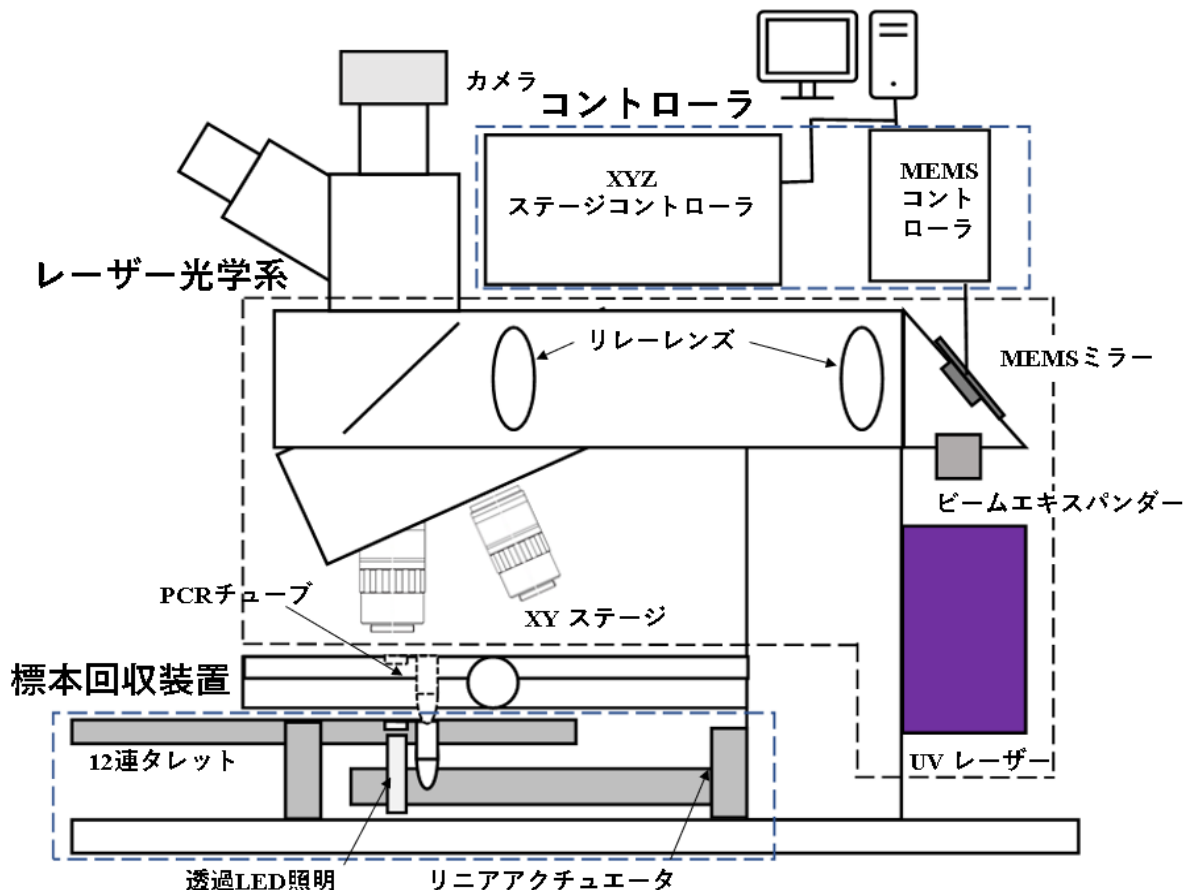 カメラ
コントローラ
XYZ
ステージコントローラ
MEMS
コント
ローラ
レーザー光学系
リレーレンズ
MEMSミラー
ビームエキスパンダー
PCRチューブ
XY ステージ
標本回収装置
12連タレット
UV レーザー
透過LED照明
リニアアクチュエータ